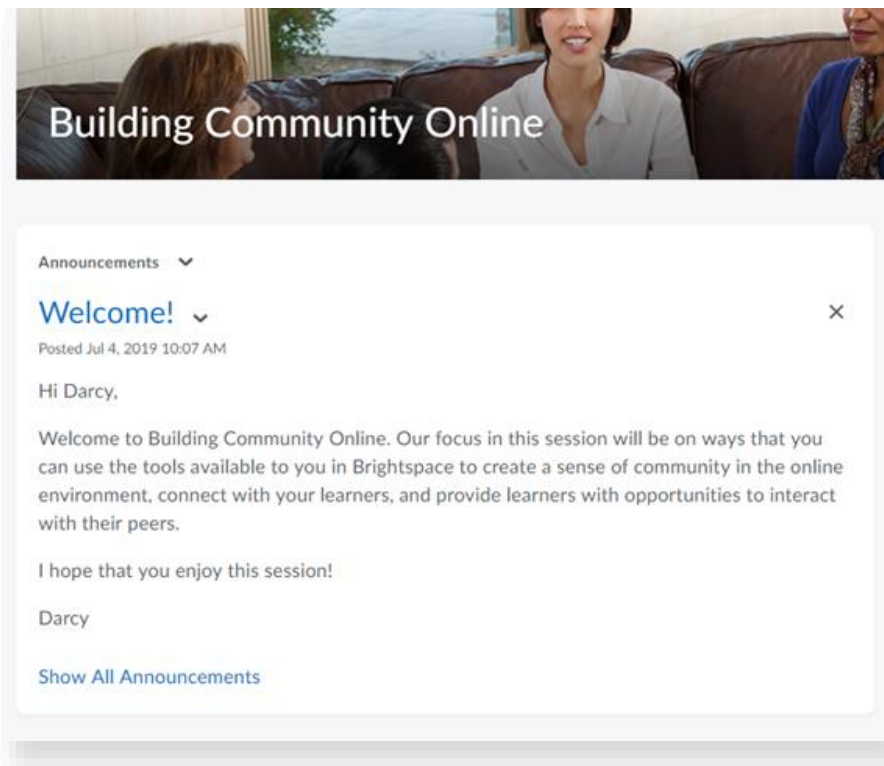 Building Community Online
Announcements
Welcome!
Posted Jul 4, 2019 10:07 AM
Hi Darcy,
Welcome to Building Community Online. Our focus in this session will be on ways that you
can use the tools available to you in Brightspace to create a sense of community in the online
environment, connect with your learners, and provide learners with opportunities to interact
with their peers.
I hope that you enjoy this session!
Darcy
Show All Announcements